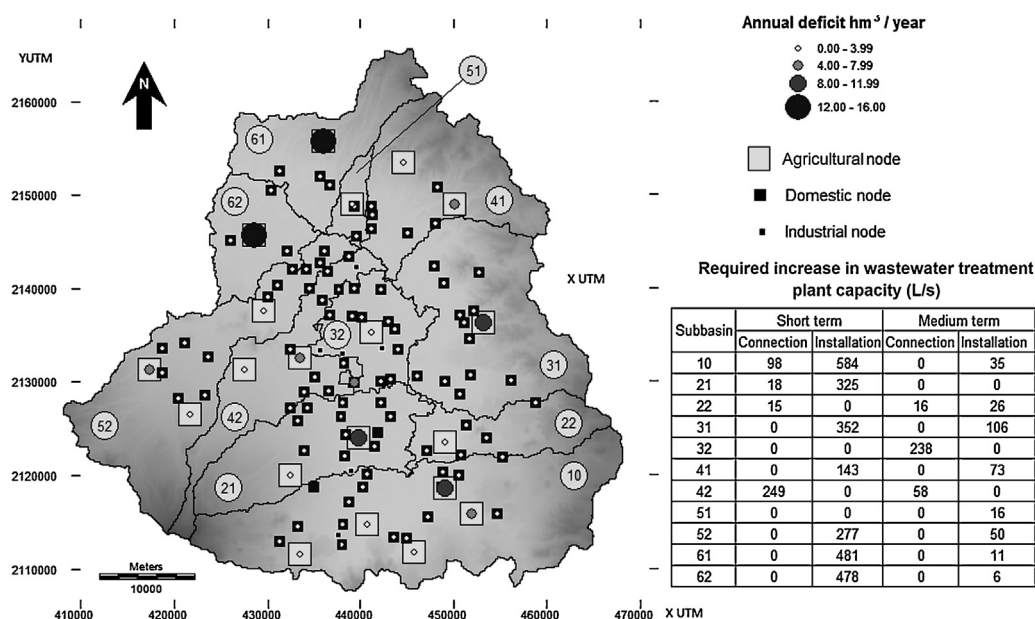 YUTM
N
2160000
2150000
2140000
2130000
2120000
2110000
61
51
62
41
32
31
42
52
22
21
10
Meters
10000
410000 420000 430000 440000 450000 460000 470000
X UTM
X UTM
Annual deficit hm⁻³ / year
0.00 – 3.99
4.00 – 7.99
8.00 – 11.99
12.00 – 16.00
Agricultural node
Domestic node
Industrial node
Required increase in wastewater treatment
plant capacity (L/s)
Subbasin Short term Medium term
Connection Installation Connection Installation
10 98 584 0 35
21 18 325 0 0
22 15 0 16 26
31 0 352 0 106
32 0 0 238 0
41 0 143 0 73
42 249 0 58 0
51 0 0 0 16
52 0 277 0 50
61 0 481 0 11
62 0 478 0 6